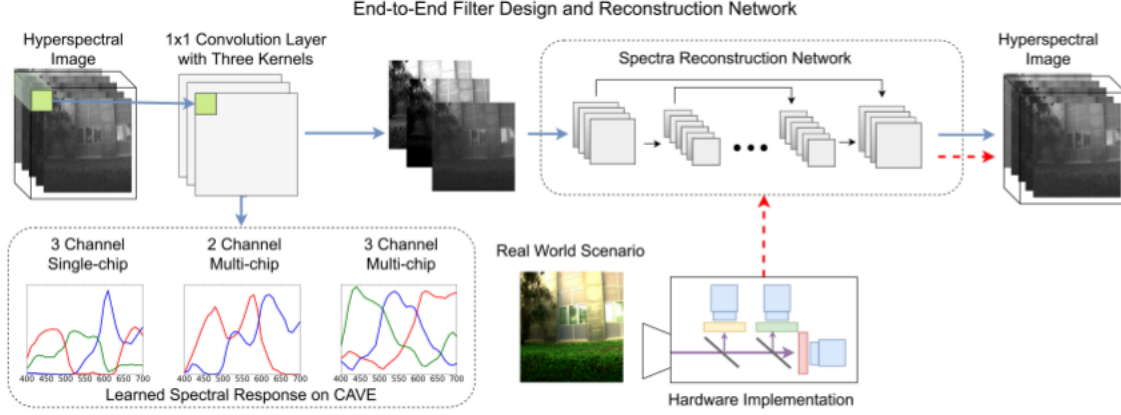 End-to-End Filter Design and Reconstruction Network
Hyperspectral
Image
1x1 Convolution Layer
with Three Kernels
Spectra Reconstruction Network
Hyperspectral
Image
3 Channel
Single-chip
2 Channel
Multi-chip
3 Channel
Multi-chip
400 450 500 550 600 650 700
400 450 500 550 600 650 700
400 450 500 550 600 650 700
Learned Spectral Response on CAVE
Real World Scenario
Hardware Implementation